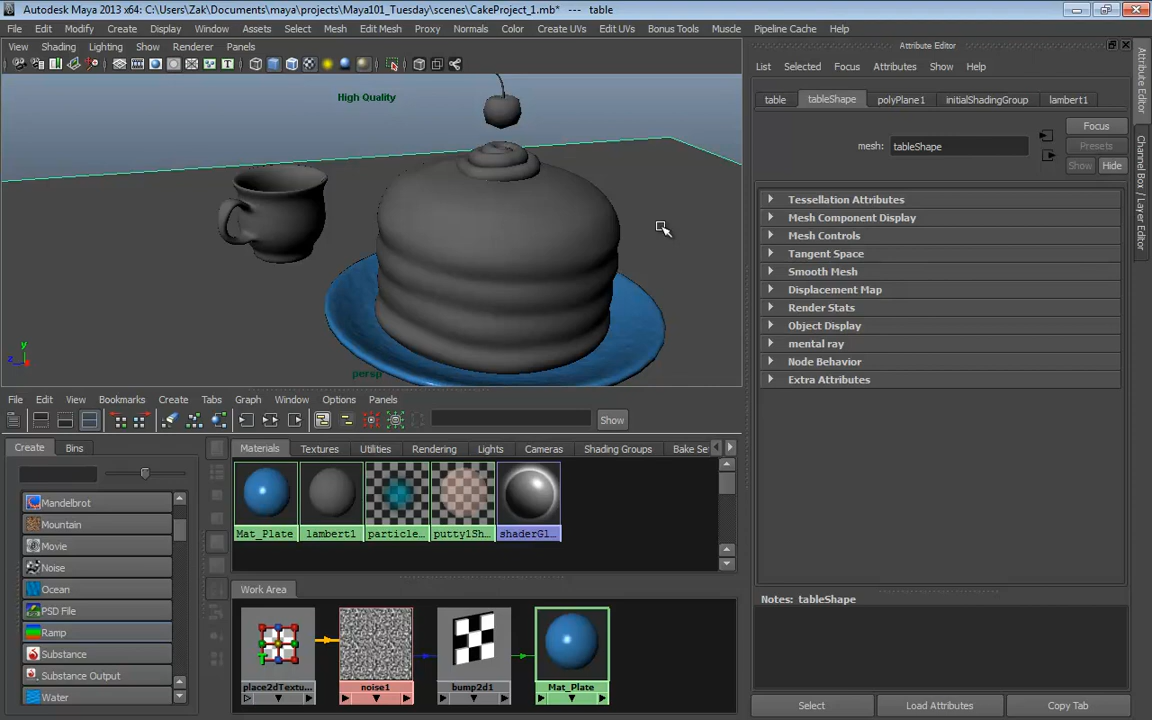 Autodesk Maya 2013 x64: C:\Users\Zak\Documents\maya\projects\Maya101_Tuesday\scenes\CakeProject_1.mb* --- table
File Edit Modify Create Display Window Assets Select Mesh Edit Mesh Proxy Normals Color Create UVs Edit UVs Bonus Tools Muscle Pipeline Cache Help
View Shading Lighting Show Renderer Panels
High Quality
persp
y
z
Attribute Editor
List Selected Focus Attributes Show Help
table tableShape polyPlane1 initialShadingGroup lambert1
mesh: tableShape
Focus
Presets
Show Hide
Tessellation Attributes
Mesh Component Display
Mesh Controls
Tangent Space
Smooth Mesh
Displacement Map
Render Stats
Object Display
mental ray
Node Behavior
Extra Attributes
Notes: tableShape
Select Load Attributes Copy Tab
Attribute Editor
Channel Box / Layer Editor
File Edit View Bookmarks Create Tabs Graph Window Options Panels
Show
Create Bins
Mandelbrot
Mountain
Movie
Noise
Ocean
PSD File
Ramp
Substance
Substance Output
Water
Materials Textures Utilities Rendering Lights Cameras Shading Groups Bake Se
Mat_Plate lambert1 particle... putty1Sh... shaderGl...
Work Area
place2dTextu... noise1 bump2d1 Mat_Plate